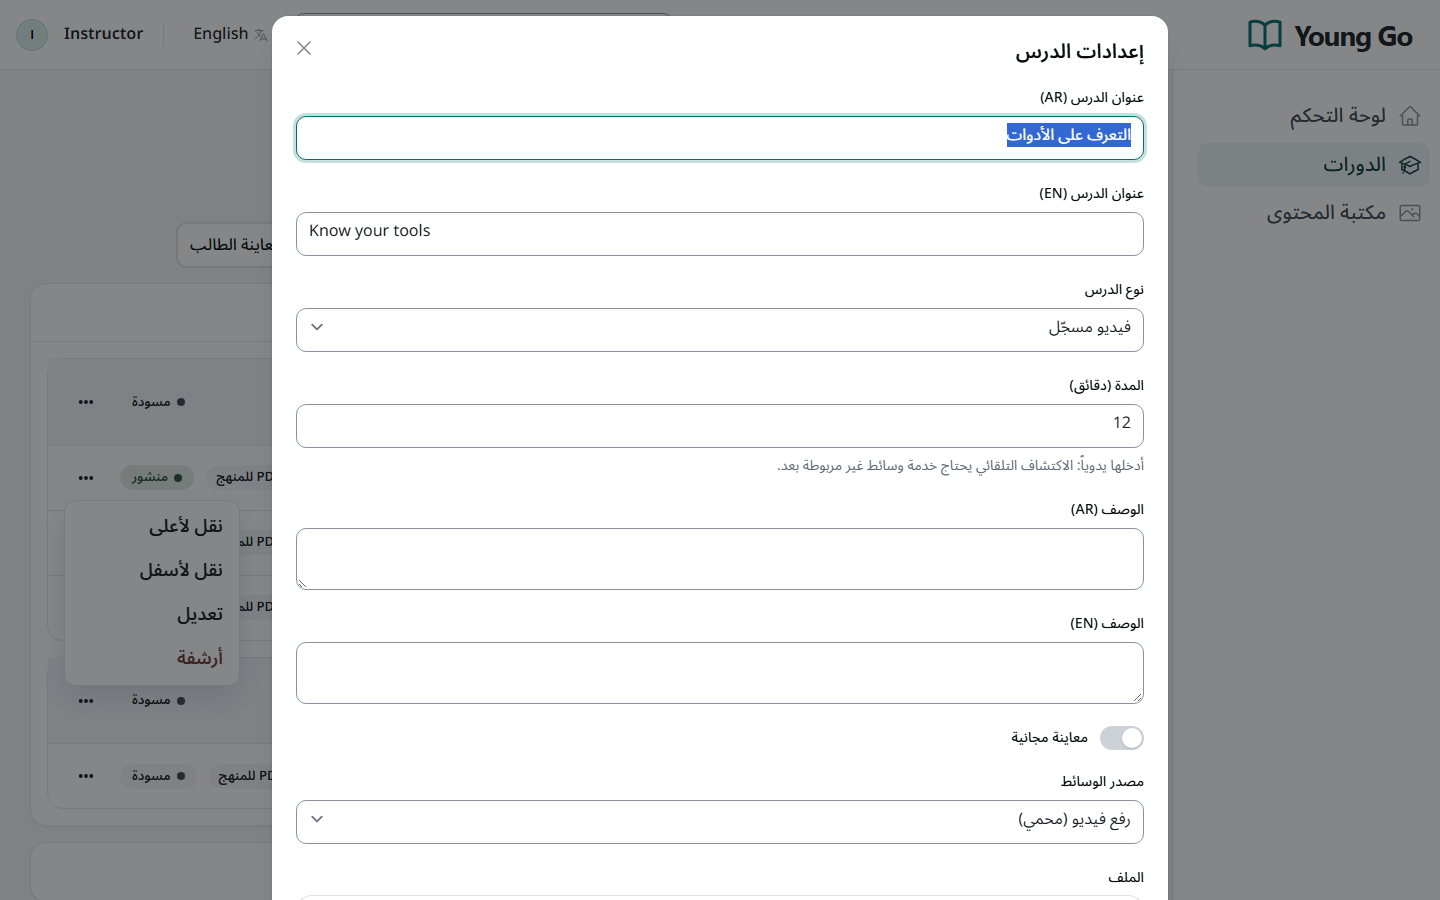 Young Go
English
Instructor
I
لوحة التحكم
الدورات
مكتبة المحتوى
إعدادات الدرس
عنوان الدرس (AR)
التعرف على الأدوات
عنوان الدرس (EN)
Know your tools
نوع الدرس
فيديو مسجّل
المدة (دقائق)
12
أدخلها يدوياً: الاكتشاف التلقائي يحتاج خدمة وسائط غير مربوطة بعد.
الوصف (AR)
الوصف (EN)
معاينة مجانية
مصدر الوسائط
رفع فيديو (محمي)
الملف
الطالب
مسودة
PD للمنهج
منشور
نقل لأعلى
نقل لأسفل
تعديل
أرشفة
مسودة
PD للمنهج
مسودة